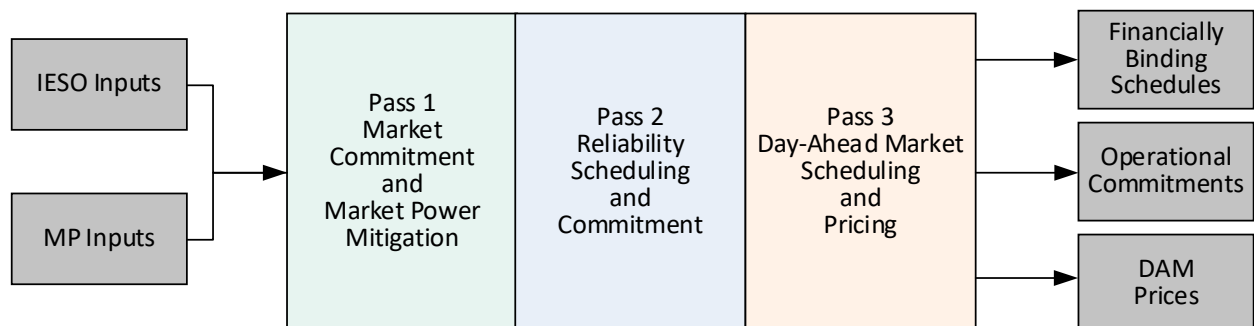 IESO Inputs
MP Inputs
Pass 1
Market
Commitment
and
Market Power
Mitigation
Pass 2
Reliability
Scheduling
and
Commitment
Pass 3
Day-Ahead Market
Scheduling
and
Pricing
Financially
Binding
Schedules
Operational
Commitments
DAM
Prices